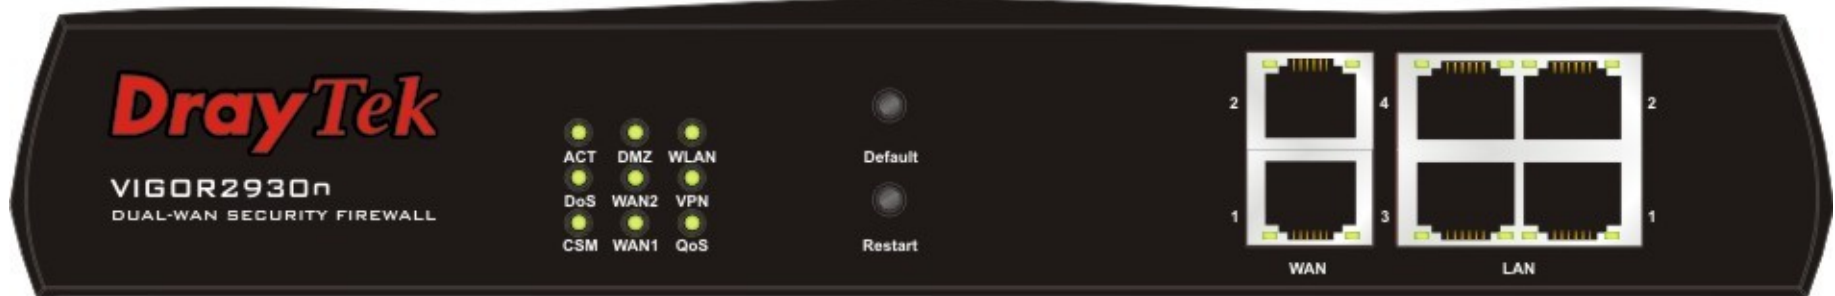 DrayTek
VIGOR2930n
DUAL-WAN SECURITY FIREWALL
ACT DMZ WLAN
DoS WAN2 VPN
CSM WAN1 QoS
Default
Restart
2 4 2
1 3 1
WAN LAN